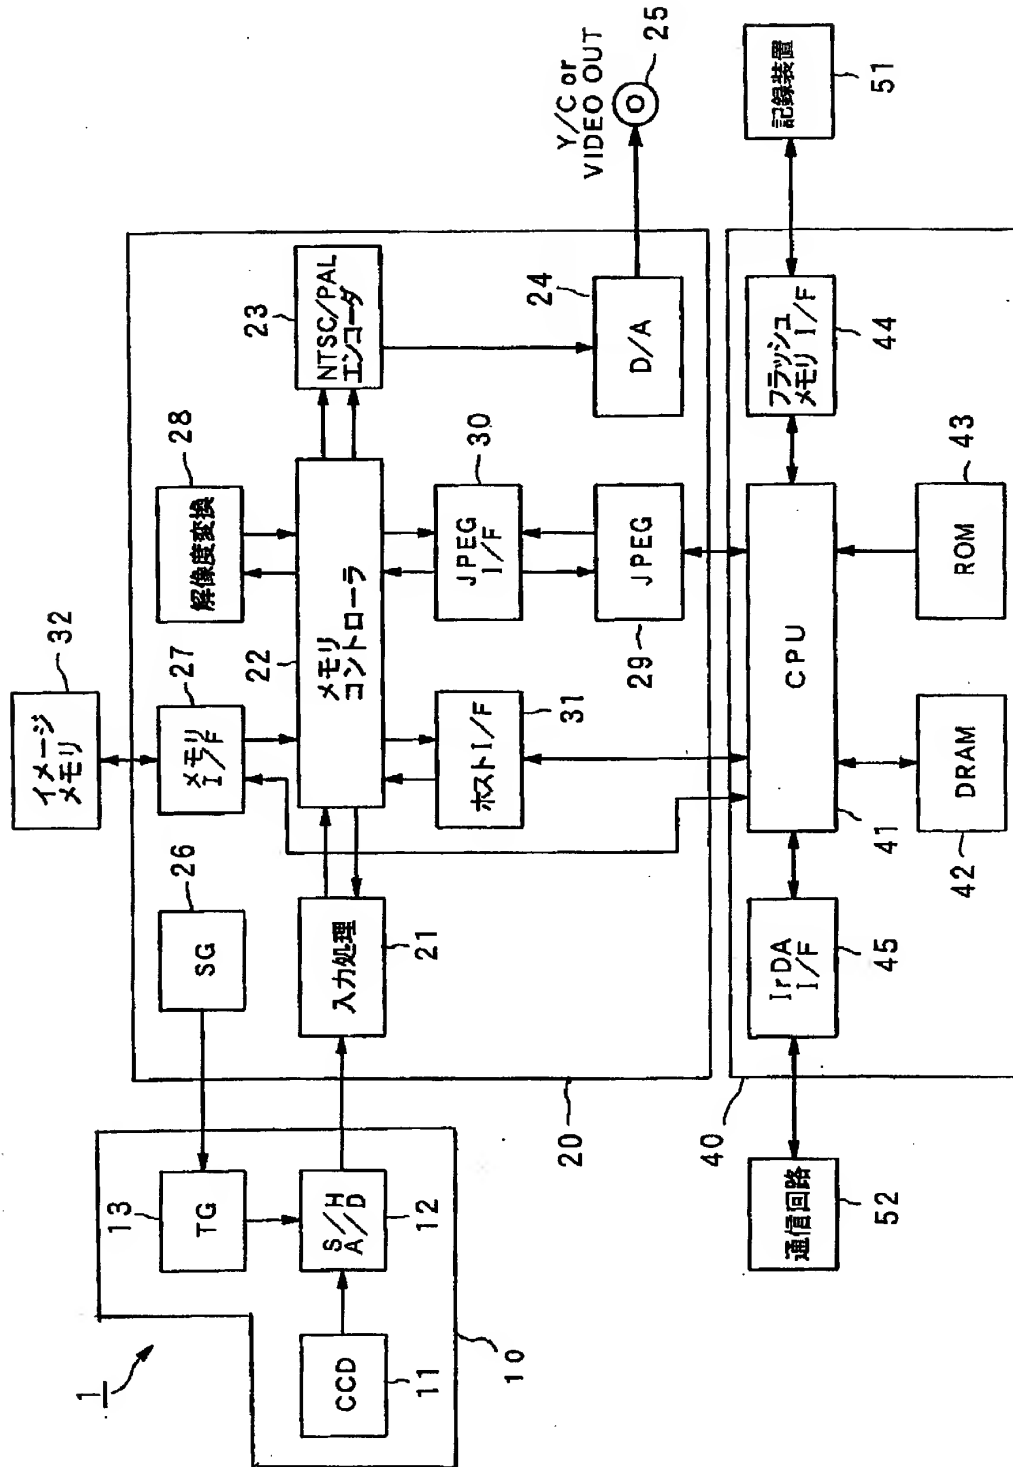 1
CCD
11
10
S/H
A/D
12
TG
13
SG
26
入力処理
21
20
イメージ
メモリ
32
メモリ
I/F
27
解像度変換
28
メモリ
コントローラ
22
NTSC/PAL
エンコーダ
23
ホストI/F
31
JPEG
I/F
30
JPEG
29
D/A
24
Y/C or
VIDEO OUT
25
通信回路
52
40
IrDA
I/F
45
CPU
41
DRAM
42
ROM
43
フラッシュ
メモリ I/F
44
記録装置
51